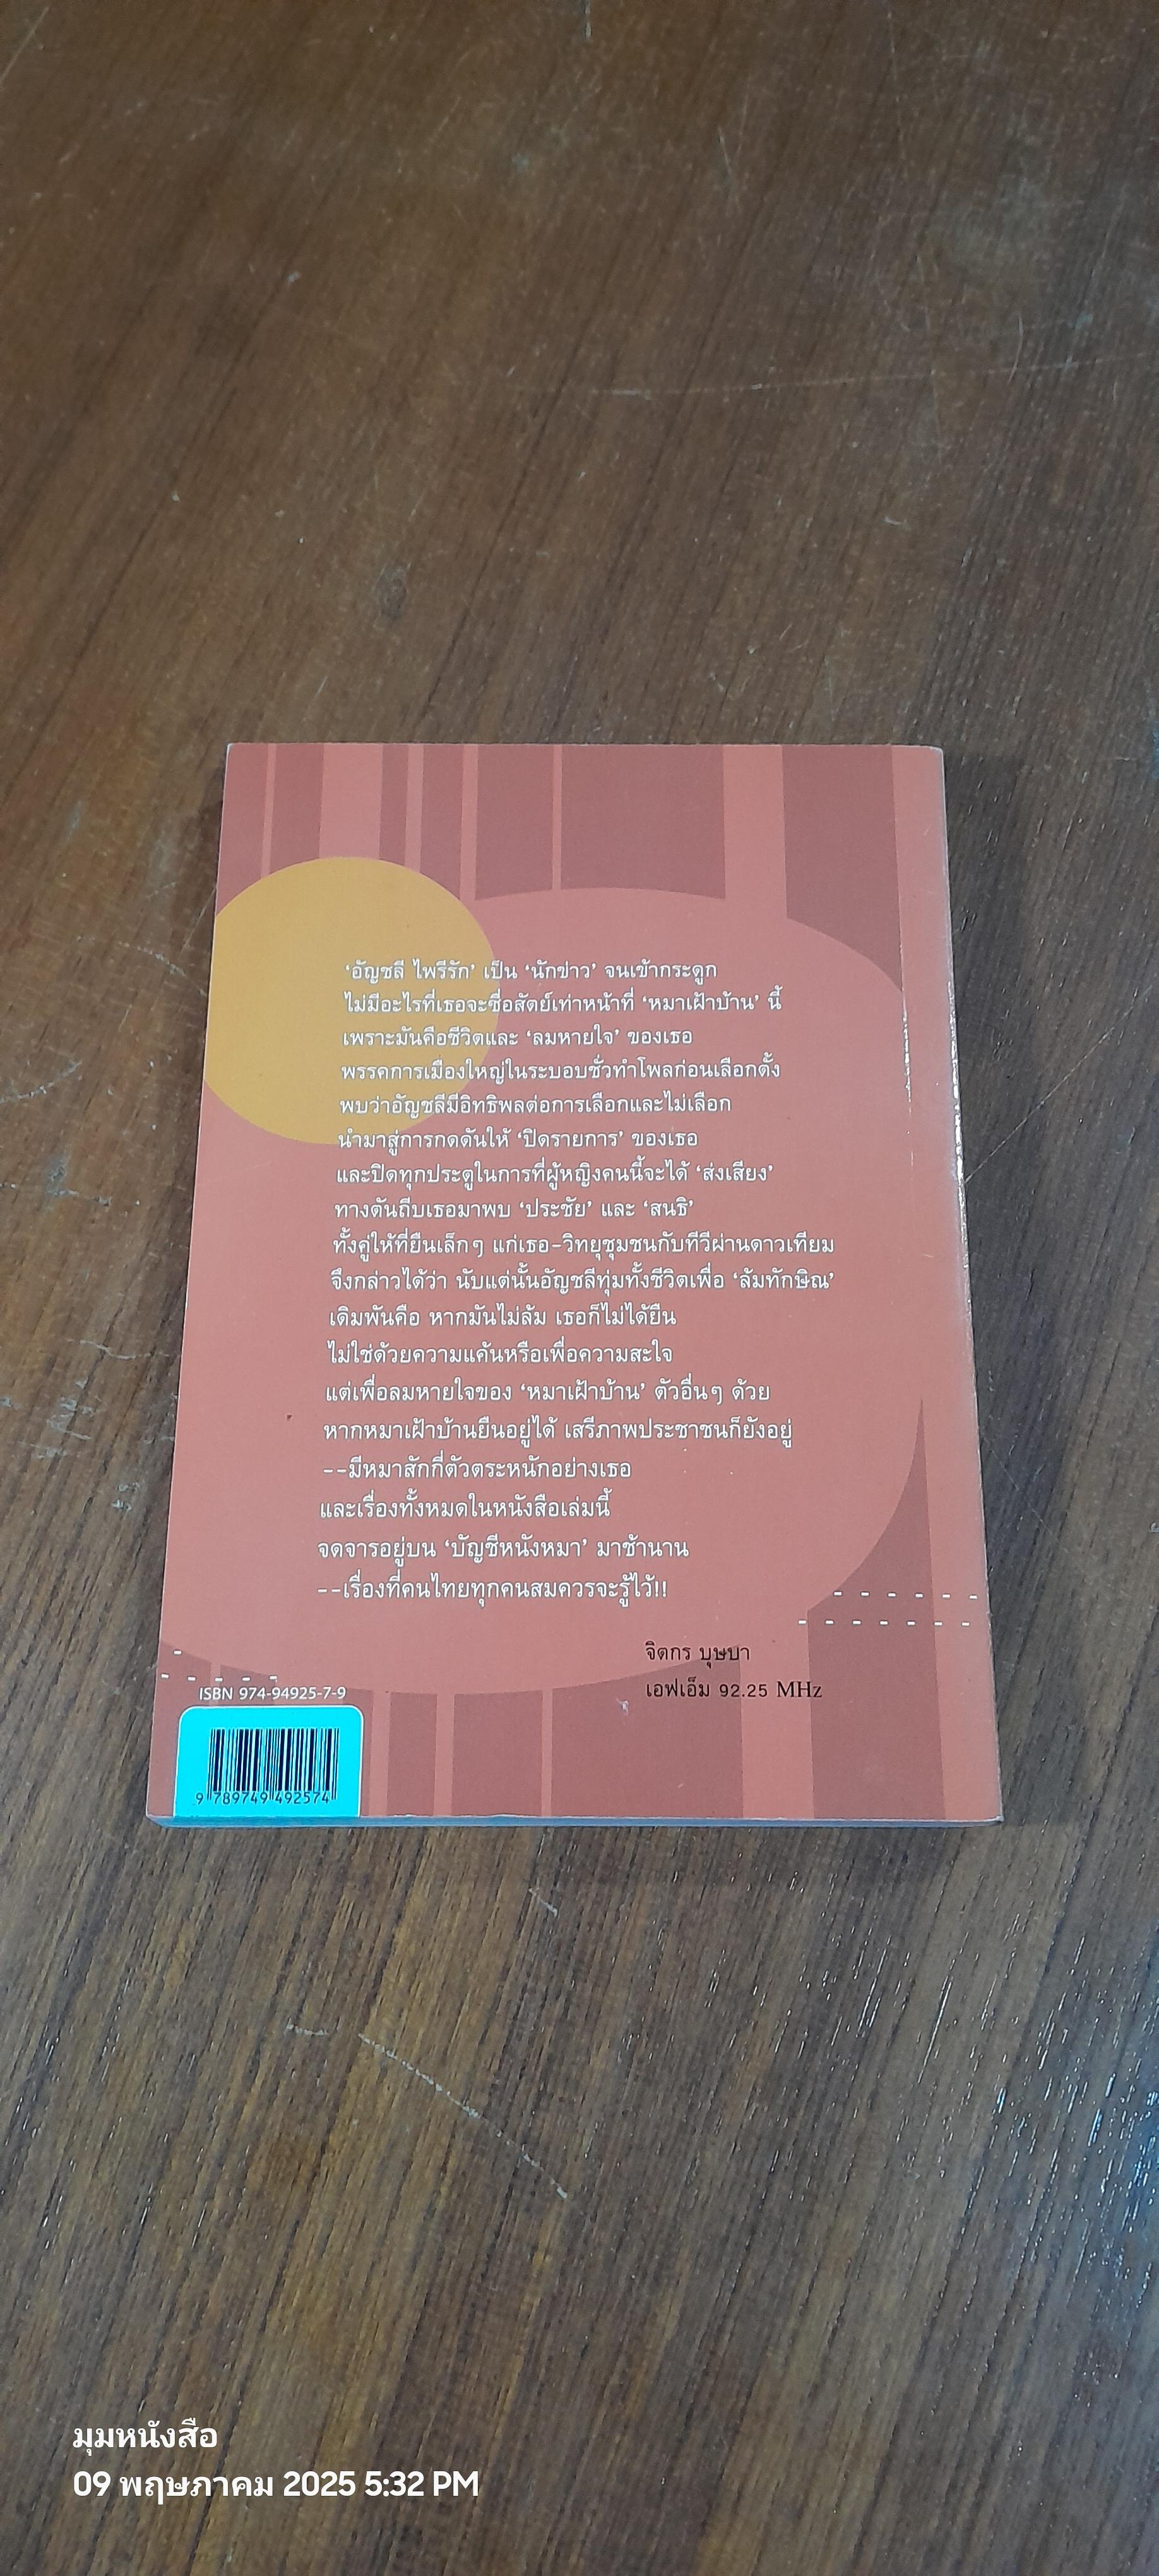 ‘อัญชลี ไพรีรัก’ เป็น ‘นักข่าว’ จนเข้ากระดูก
ไม่มีอะไรที่เธอจะซื่อสัตย์เท่าหน้าที่ ‘หมาเฝ้าบ้าน’ นี้
เพราะมันคือชีวิตและ ‘ลมหายใจ’ ของเธอ
พรรคการเมืองใหญ่ในระบอบชั่วทำโพลก่อนเลือกตั้ง
พบว่าอัญชลีมีอิทธิพลต่อการเลือกและไม่เลือก
นำมาสู่การกดดันให้ ‘ปิดรายการ’ ของเธอ
และปิดทุกประตูในการที่ผู้หญิงคนนี้จะได้ ‘ส่งเสียง’
ทางตันถีบเธอมาพบ ‘ประชัย’ และ ‘สนธิ’
ทั้งคู่ให้ที่ยืนเล็กๆ แก่เธอ-วิทยุชุมชนกับทีวีผ่านดาวเทียม
จึงกล่าวได้ว่า นับแต่นั้นอัญชลีทุ่มทั้งชีวิตเพื่อ ‘ล้มทักษิณ’
เดิมพันคือ หากมันไม่ล้ม เธอก็ไม่ได้ยืน
ไม่ใช่ด้วยความแค้นหรือเพื่อความสะใจ
แต่เพื่อลมหายใจของ ‘หมาเฝ้าบ้าน’ ตัวอื่นๆ ด้วย
หากหมาเฝ้าบ้านยืนอยู่ได้ เสรีภาพประชาชนก็ยังอยู่
--มีหมาสักกี่ตัวตระหนักอย่างเธอ
และเรื่องทั้งหมดในหนังสือเล่มนี้
จดจารอยู่บน ‘บัญชีหนังหมา’ มาช้านาน
--เรื่องที่คนไทยทุกคนสมควรจะรู้ไว้!!
จิตกร บุษบา
เอฟเอ็ม 92.25 MHz
ISBN 974-94925-7-9
9 789749 492574
มุมหนังสือ
09 พฤษภาคม 2025 5:32 PM